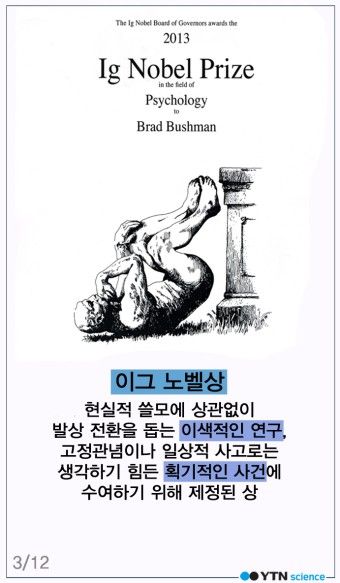 The Ig Nobel Board of Governors awards the
2013
Ig Nobel Prize
in the field of
Psychology
to
Brad Bushman
이그 노벨상
현실적 쓸모에 상관없이
발상 전환을 돕는 이색적인 연구,
고정관념이나 일상적 사고로는
생각하기 힘든 획기적인 사건에
수여하기 위해 제정된 상
3/12
YTN science